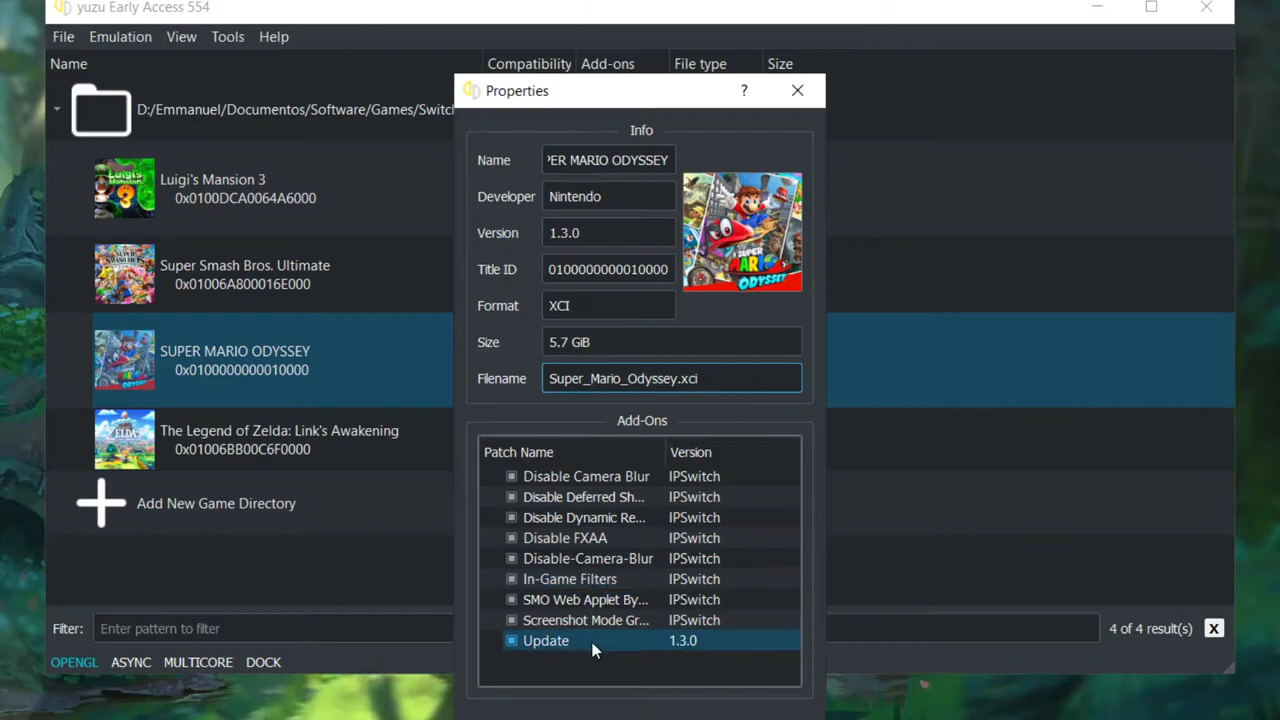 yuzu Early Access 554
File Emulation View Tools Help
Name Compatibility Add-ons File type Size
D:/Emmanuel/Documentos/Software/Games/Switc
Luigi's Mansion 3
0x0100DCA0064A6000
Super Smash Bros. Ultimate
0x01006A800016E000
SUPER MARIO ODYSSEY
0x0100000000010000
The Legend of Zelda: Link's Awakening
0x01006BB00C6F0000
Add New Game Directory
Filter: Enter pattern to filter 4 of 4 result(s) X
OPENGL ASYNC MULTICORE DOCK
Properties ?
Info
Name PER MARIO ODYSSEY
Developer Nintendo
Version 1.3.0
Title ID 0100000000010000
Format XCI
Size 5.7 GiB
Filename Super_Mario_Odyssey.xci
SUPER MARIO ODYSSEY
Add-Ons
Patch Name Version
Disable Camera Blur IPSwitch
Disable Deferred Sh... IPSwitch
Disable Dynamic Re... IPSwitch
Disable FXAA IPSwitch
Disable-Camera-Blur IPSwitch
In-Game Filters IPSwitch
SMO Web Applet By... IPSwitch
Screenshot Mode Gr... IPSwitch
Update 1.3.0